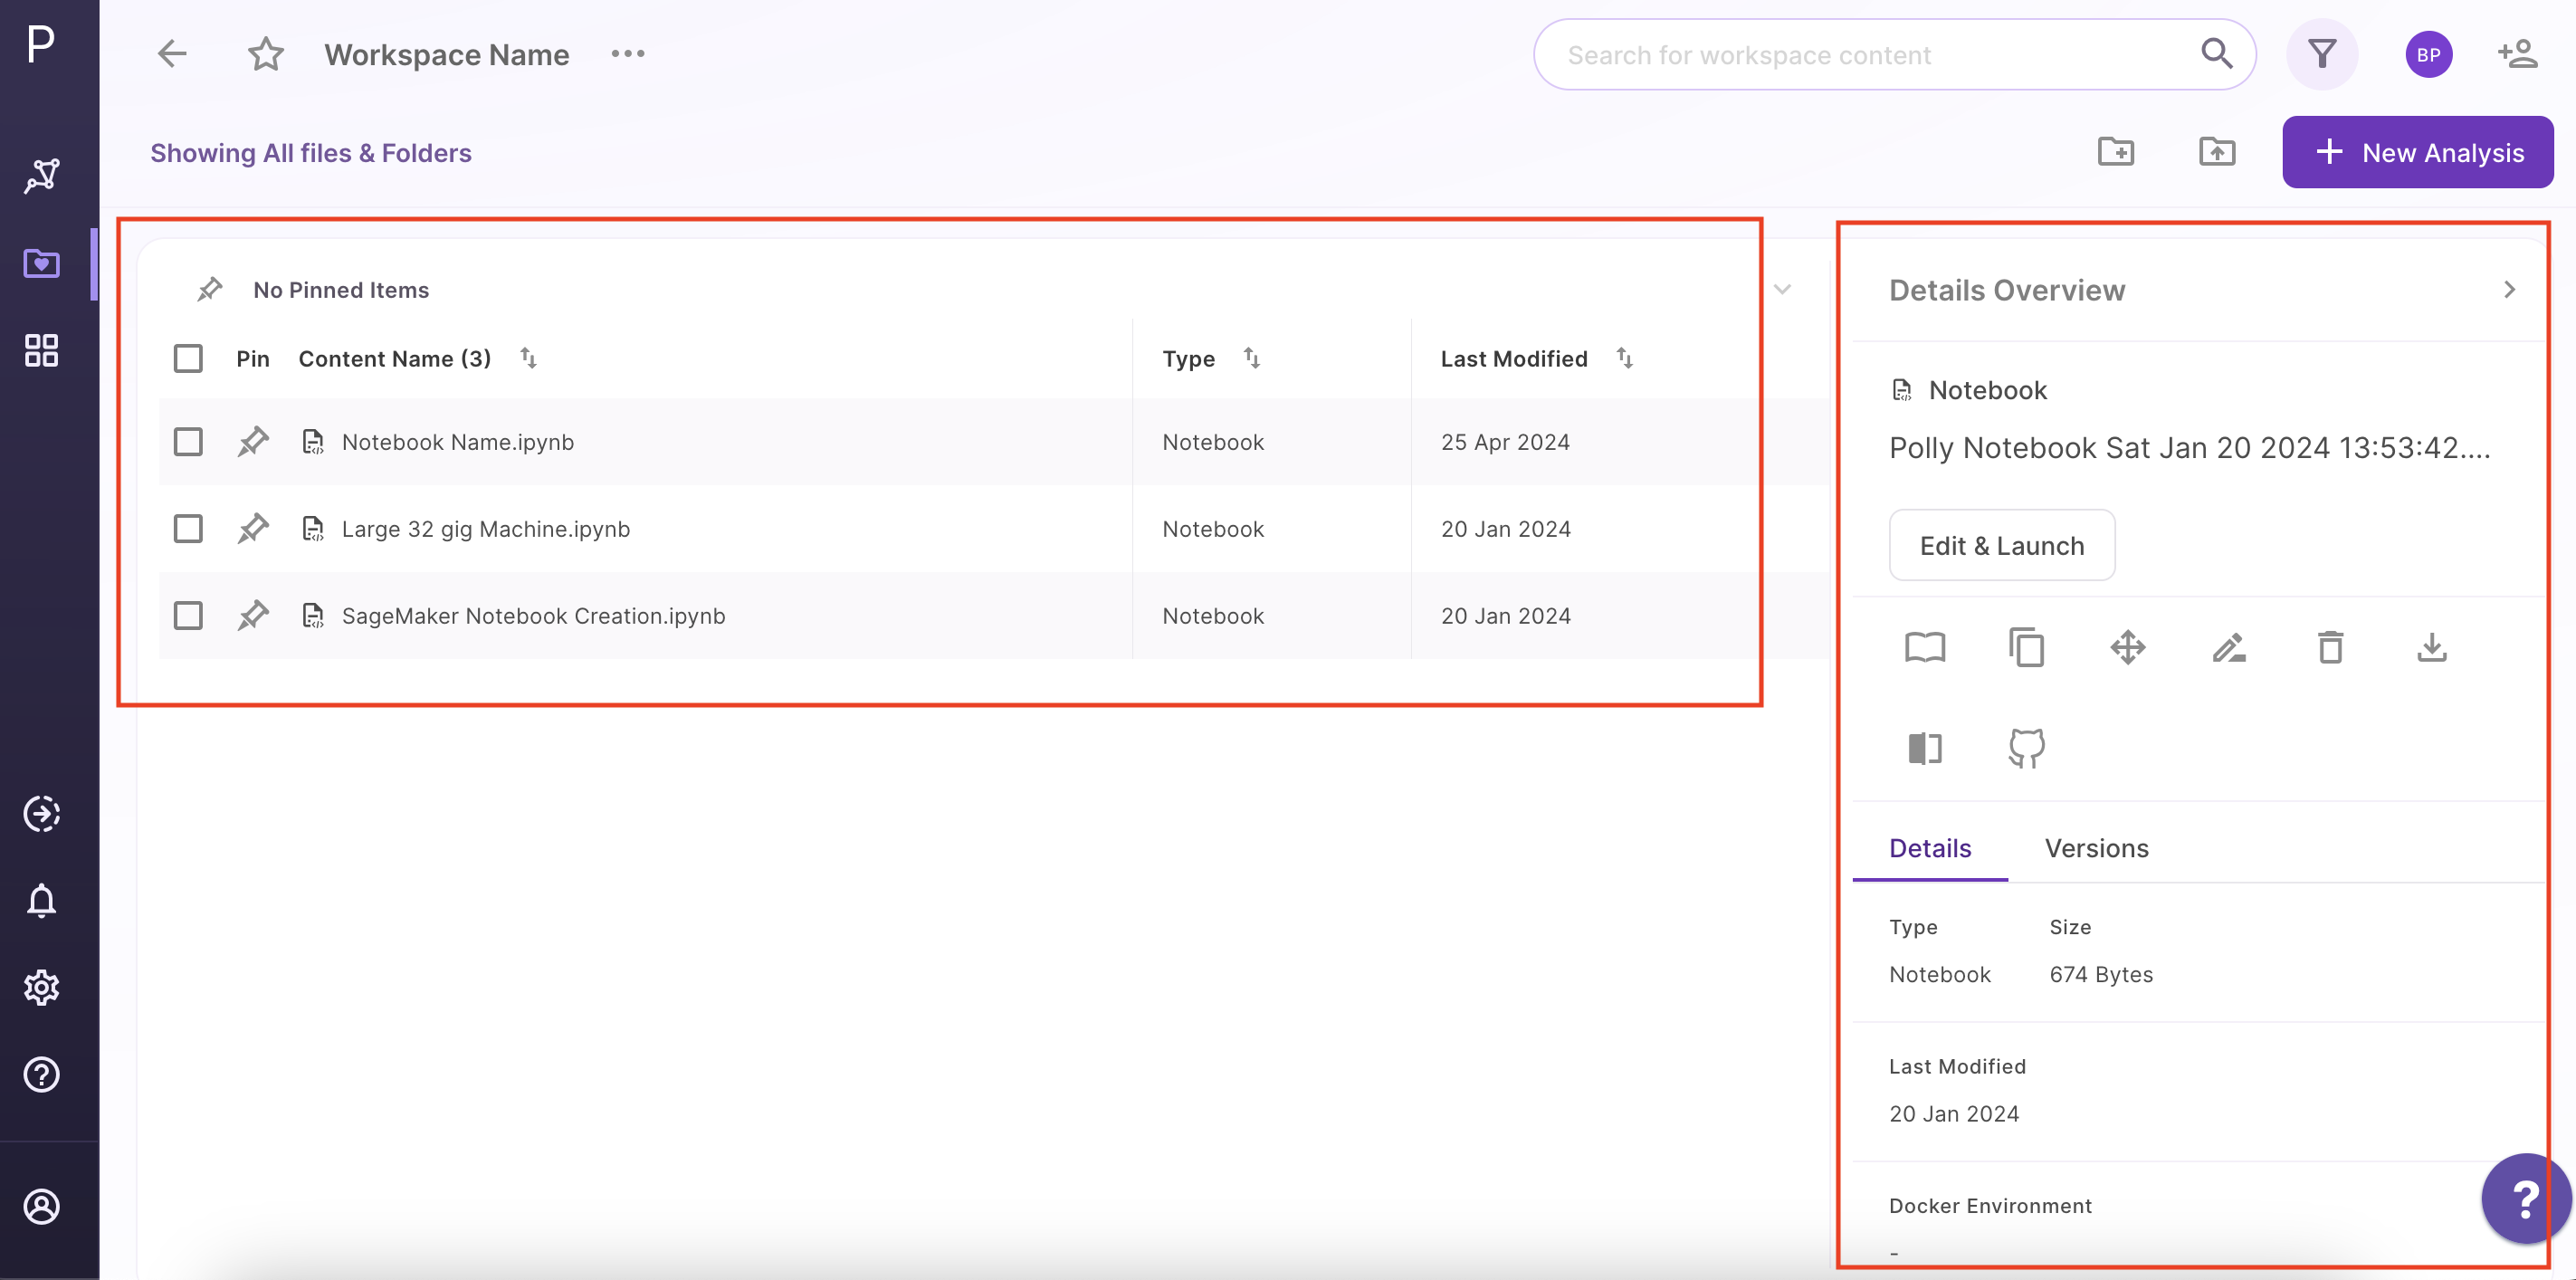 P
Workspace Name
Search for workspace content
BP
Showing All files & Folders
New Analysis
No Pinned Items
Pin Content Name (3) Type Last Modified
Notebook Name.ipynb Notebook 25 Apr 2024
Large 32 gig Machine.ipynb Notebook 20 Jan 2024
SageMaker Notebook Creation.ipynb Notebook 20 Jan 2024
Details Overview
Notebook
Polly Notebook Sat Jan 20 2024 13:53:42....
Edit & Launch
Details Versions
Type Size
Notebook 674 Bytes
Last Modified
20 Jan 2024
Docker Environment
-
?